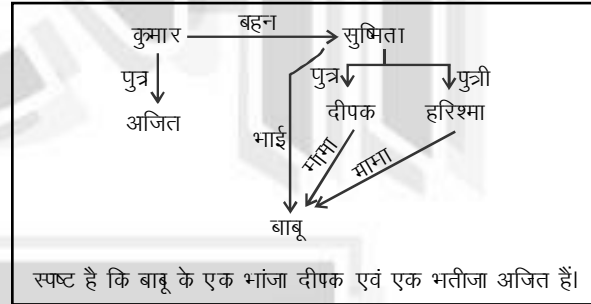 बहन
कुमार सुष्मिता
पुत्र पुत्र पुत्री
अजित दीपक हरिश्मा
भाई मामा मामा
बाबू
स्पष्ट है कि बाबू के एक भांजा दीपक एवं एक भतीजा अजित हैं।